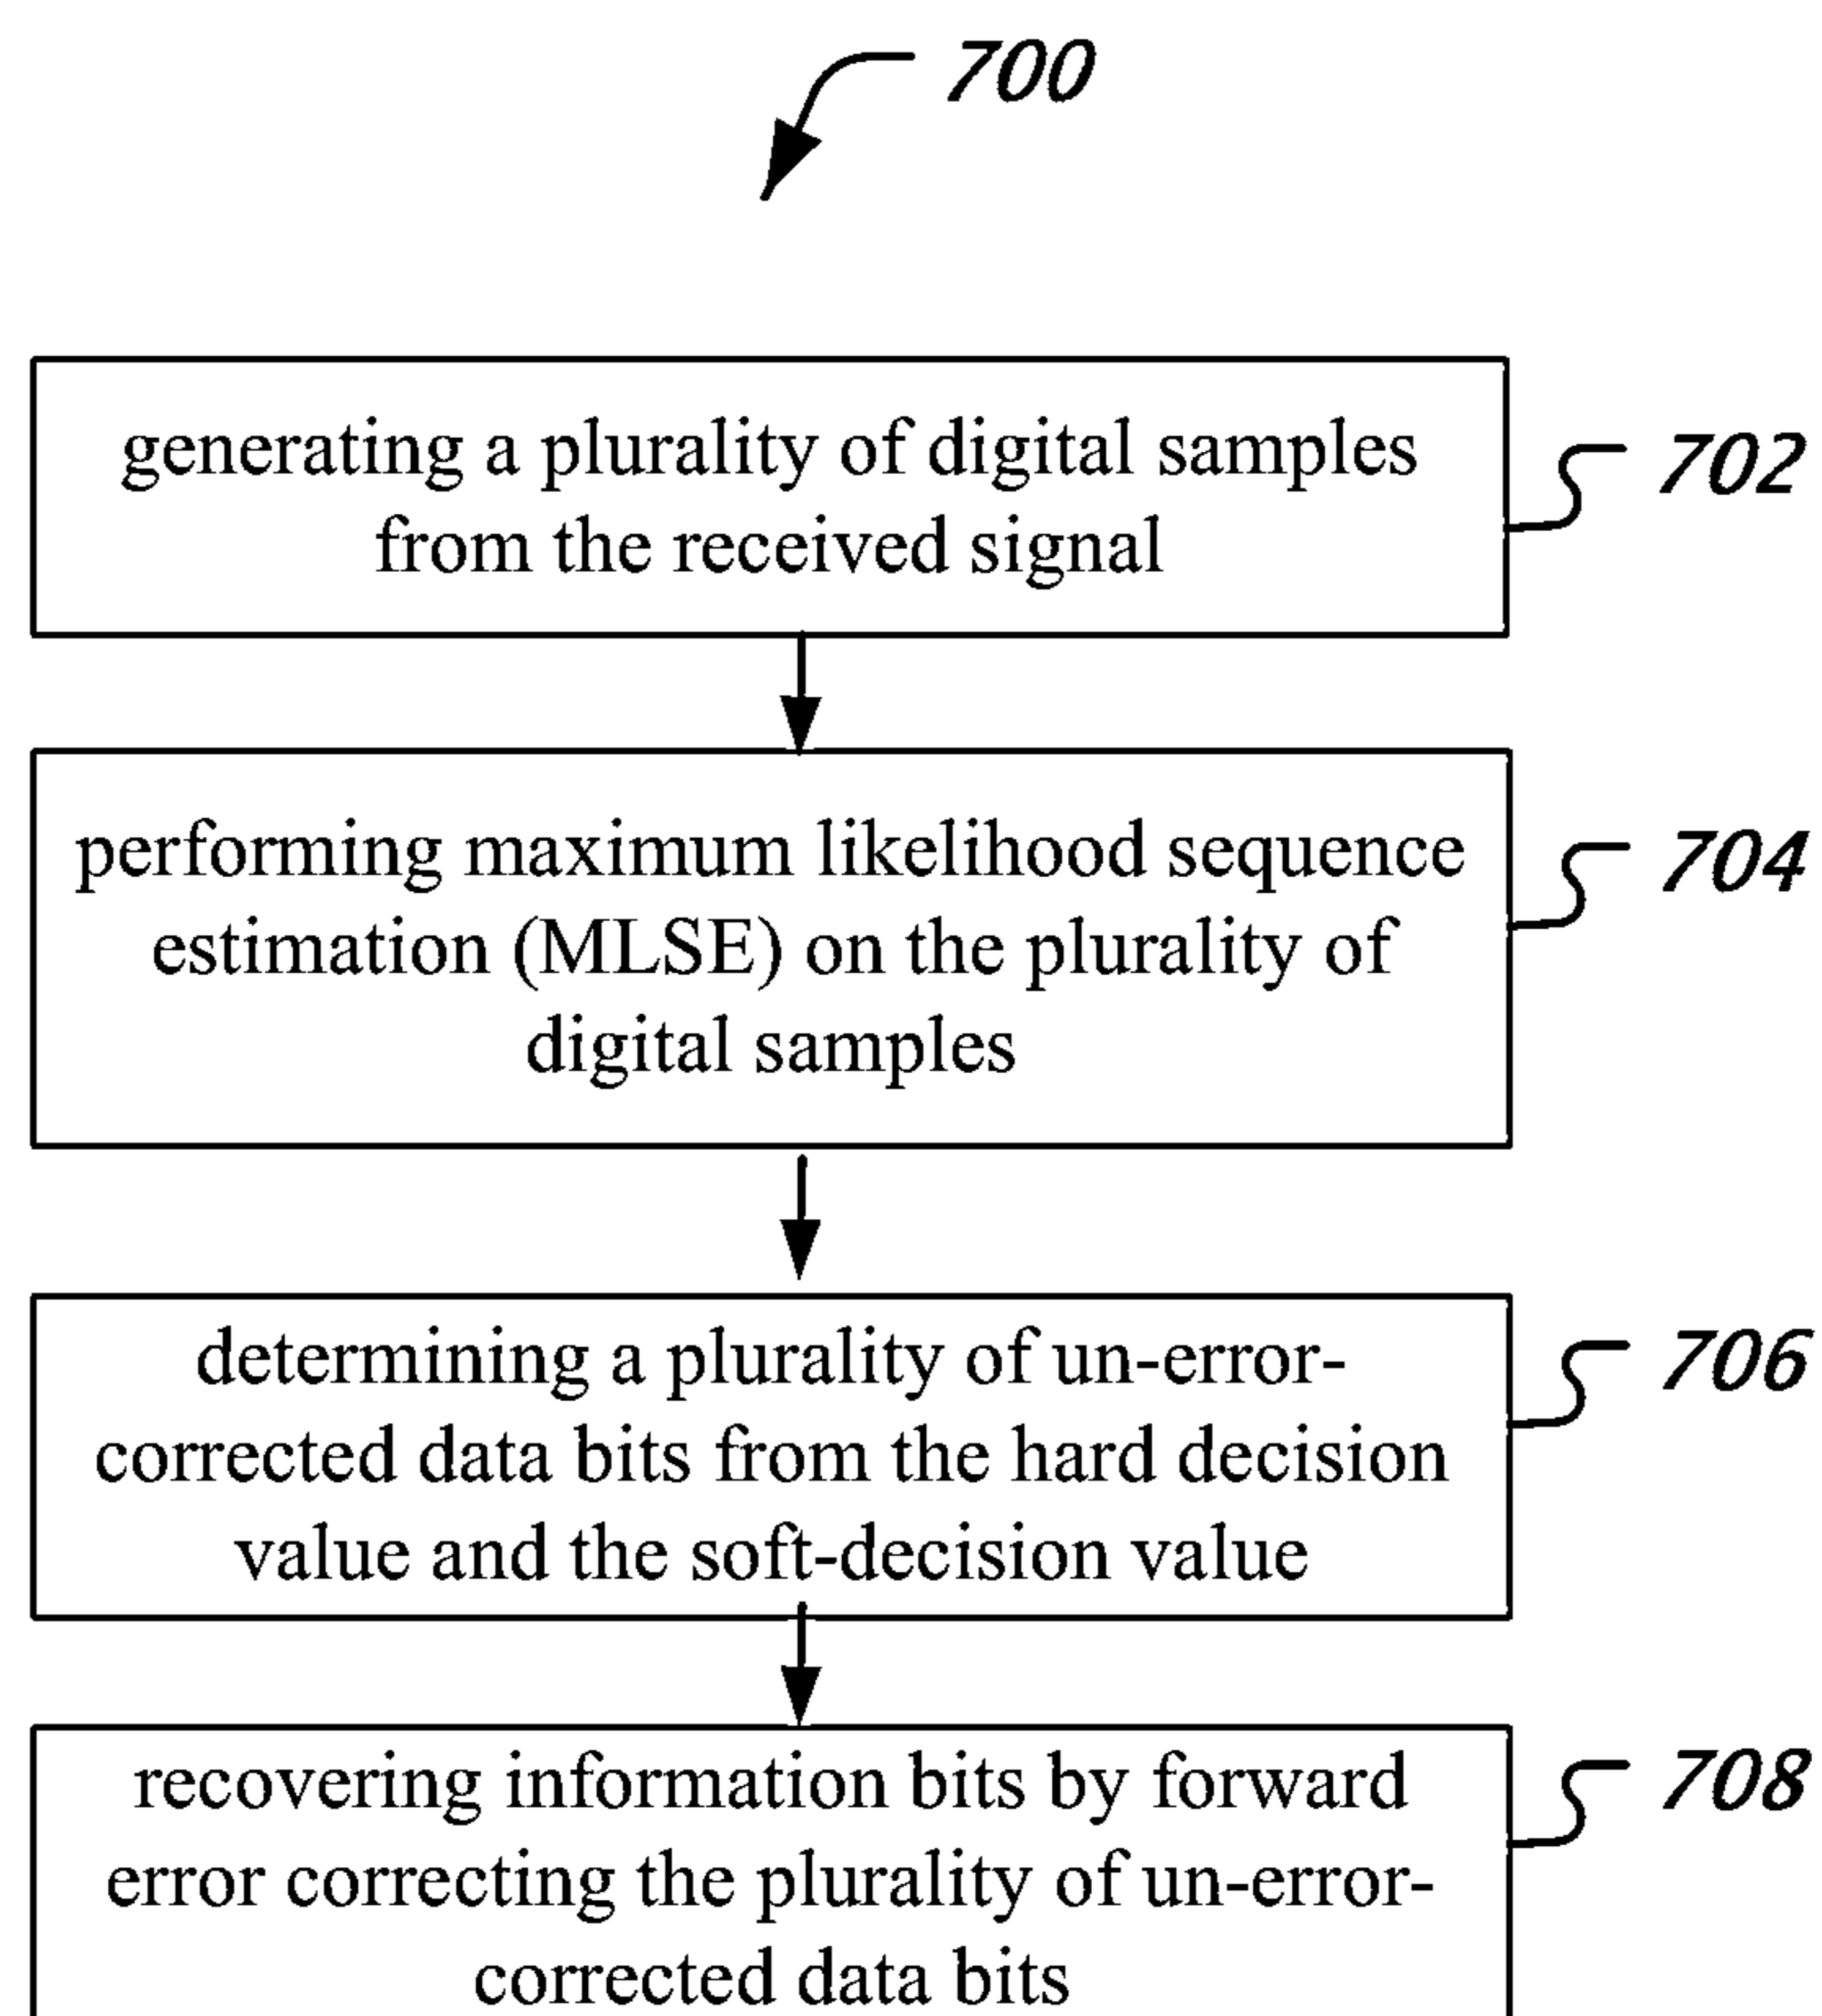 700
generating a plurality of digital samples
from the received signal
702
performing maximum likelihood sequence
estimation (MLSE) on the plurality of
digital samples
704
determining a plurality of un-error-
corrected data bits from the hard decision
value and the soft-decision value
706
recovering information bits by forward
error correcting the plurality of un-error-
corrected data bits
708